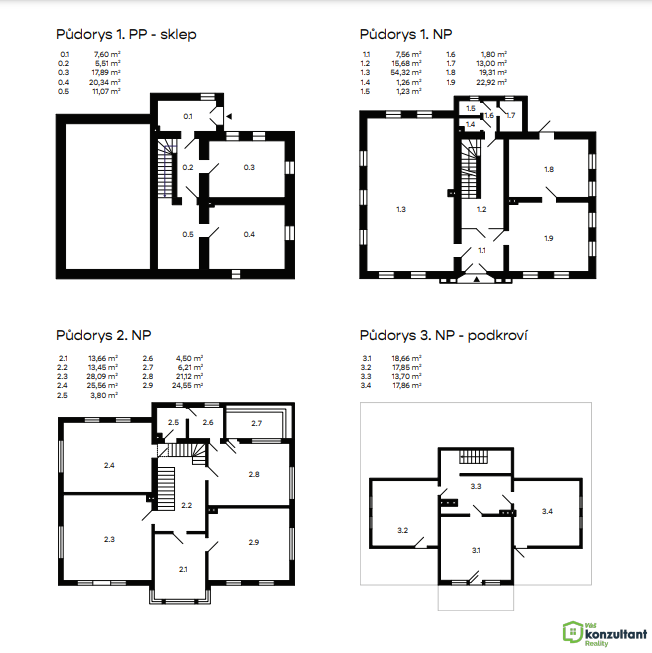 Půdorys 1. PP - sklep
0.1 7,60 m²
0.2 5,51 m²
0.3 17,89 m²
0.4 20,34 m²
0.5 11,07 m²
0.1
0.2
0.3
0.5
0.4
Půdorys 1. NP
1.1 7,56 m² 1.6 1,80 m²
1.2 15,68 m² 1.7 13,00 m²
1.3 54,32 m² 1.8 19,31 m²
1.4 1,26 m² 1.9 22,92 m²
1.5 1,23 m²
1.5
1.6
1.7
1.4
1.8
1.3
1.2
1.9
1.1
Půdorys 2. NP
2.1 13,66 m² 2.6 4,50 m²
2.2 13,45 m² 2.7 6,21 m²
2.3 28,09 m² 2.8 21,12 m²
2.4 25,56 m² 2.9 24,55 m²
2.5 3,80 m²
2.5
2.6
2.7
2.4
2.8
2.2
2.3
2.9
2.1
Půdorys 3. NP - podkroví
3.1 18,66 m²
3.2 17,85 m²
3.3 13,70 m²
3.4 17,86 m²
3.3
3.4
3.2
3.1
Váš
konzultant
Reality